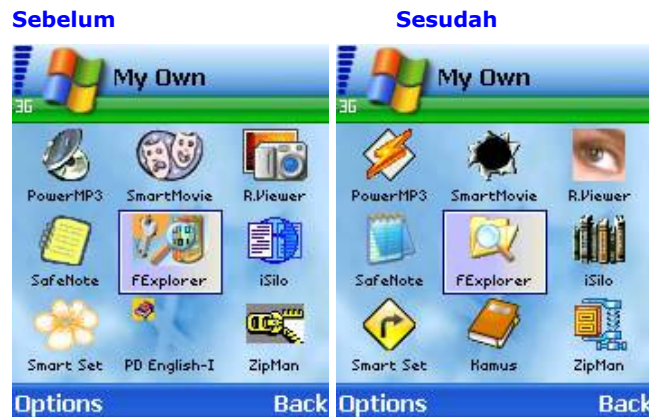 Sebelum Sesudah
My Own
3G
PowerMP3 SmartMovie R.Viewer
SafeNote FExplorer iSilo
Smart Set PD English-I ZipMan
Options Back
My Own
3G
PowerMP3 SmartMovie R.Viewer
SafeNote FExplorer iSilo
Smart Set Kamus ZipMan
Options Back